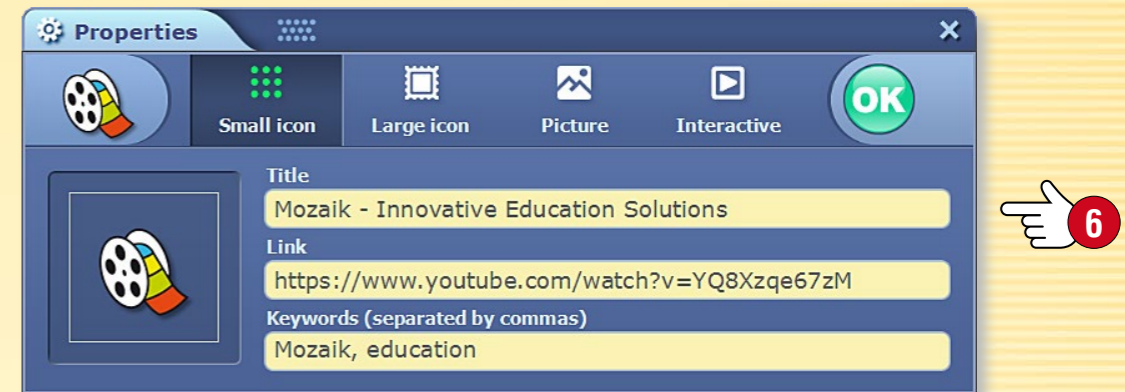 Properties
Small icon Large icon Picture Interactive OK
Title
Mozaik - Innovative Education Solutions
Link
https://www.youtube.com/watch?v=YQ8Xzqe67zM
Keywords (separated by commas)
Mozaik, education
6